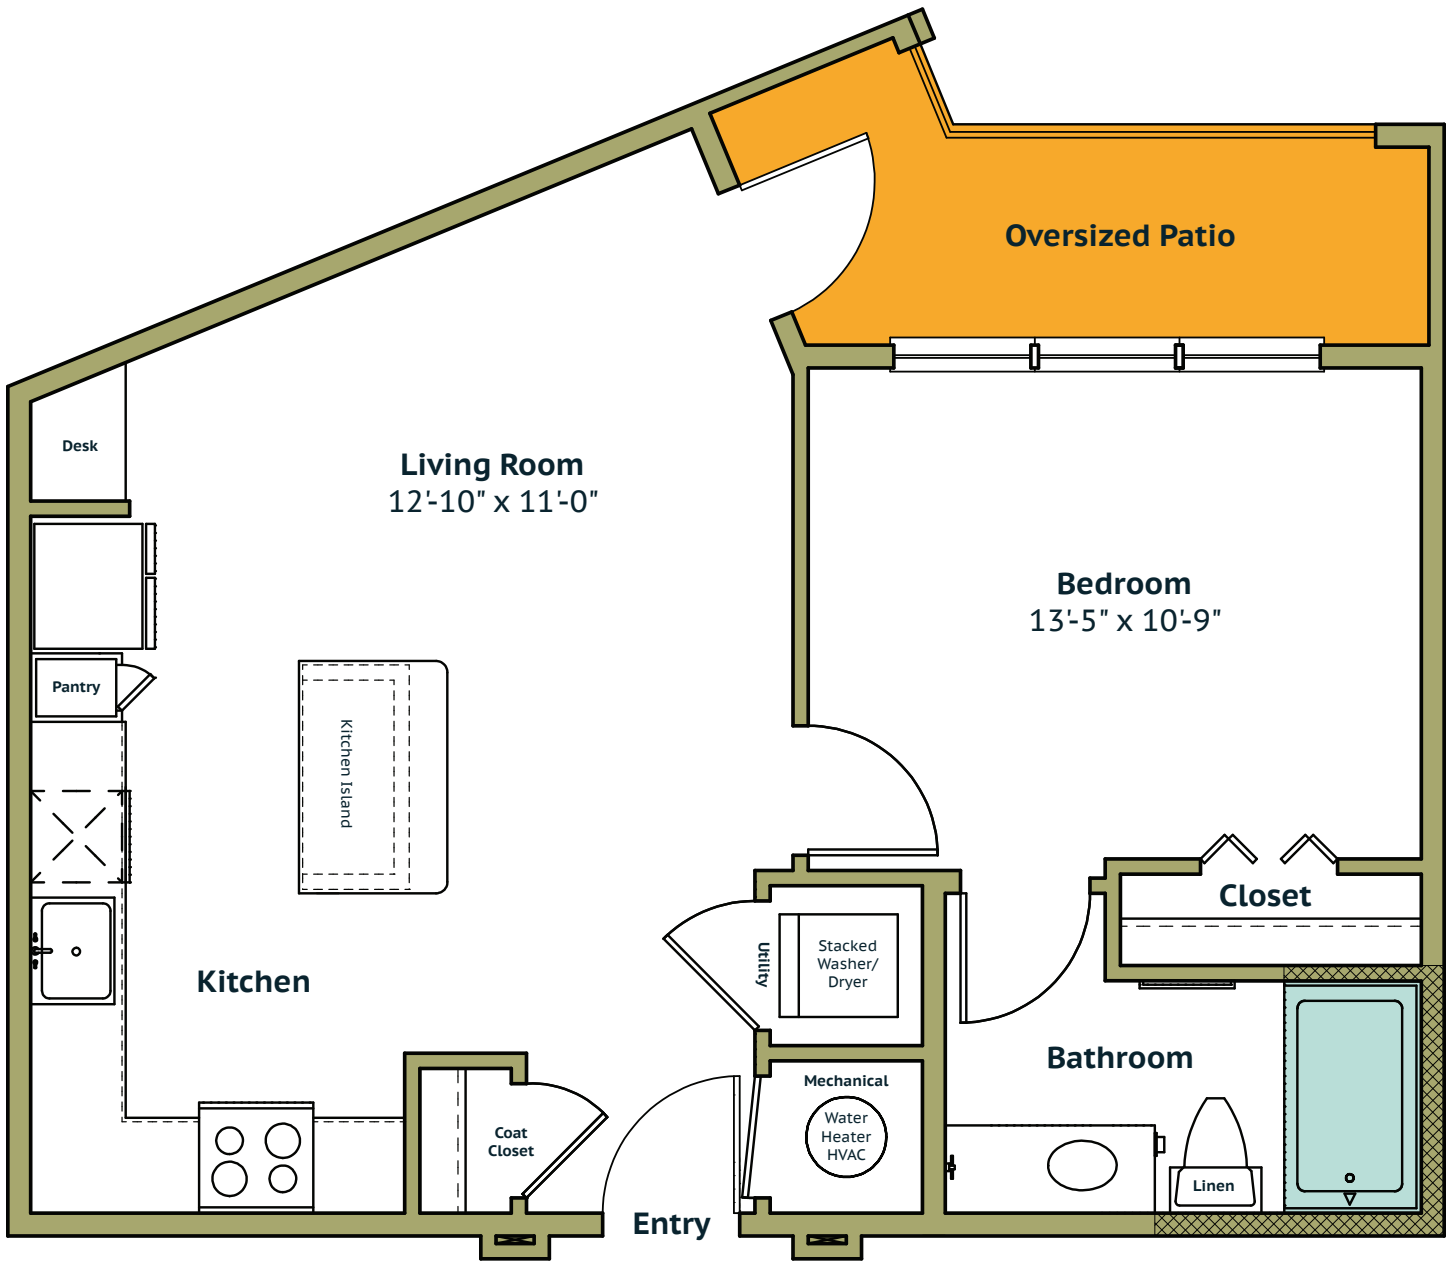 Oversized Patio
Desk
Living Room
12'-10" x 11'-0"
Bedroom
13'-5" x 10'-9"
Pantry
Kitchen Island
Closet
Kitchen
Utility
Stacked
Washer/
Dryer
Bathroom
Mechanical
Water
Heater
HVAC
Coat
Closet
Linen
Entry